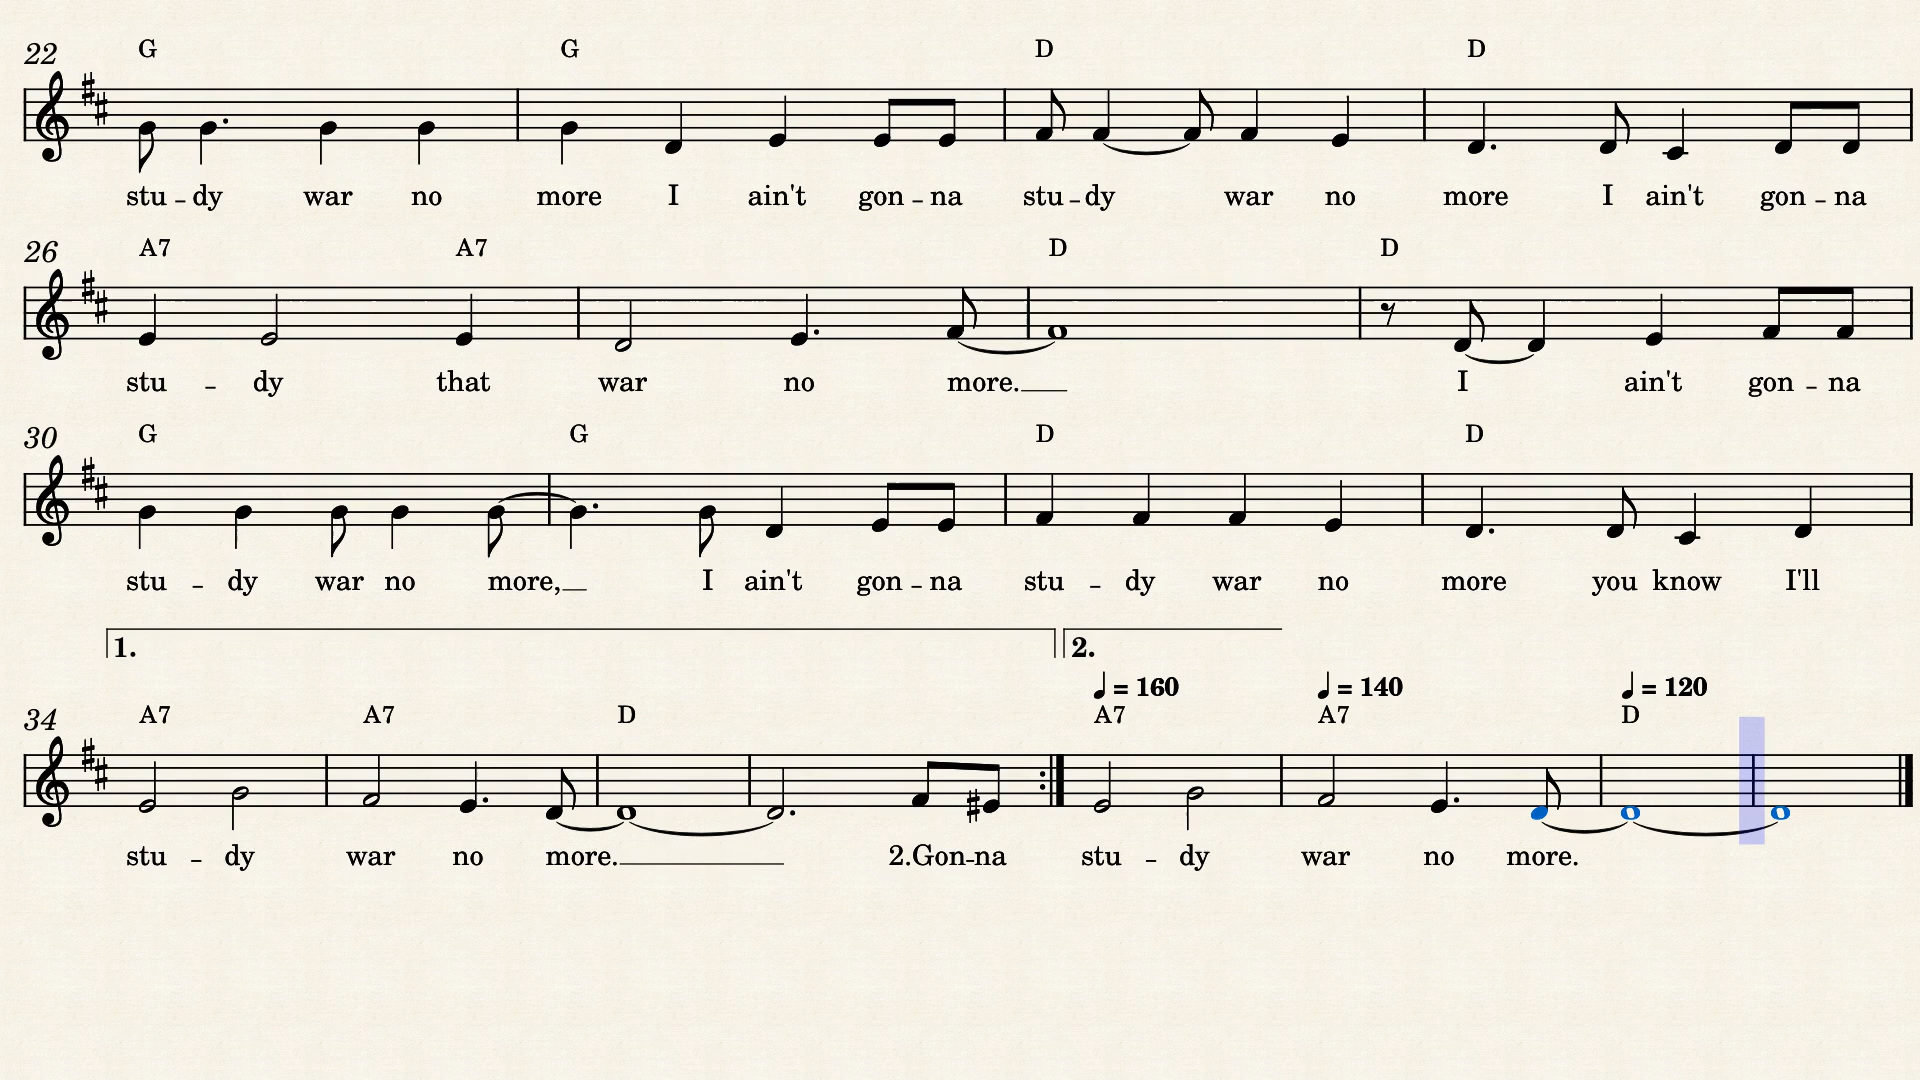 22 G G D D
stu - dy war no more I ain't gon - na stu - dy war no more I ain't gon - na
26 A7 A7 D D
stu - dy that war no more. I ain't gon - na
30 G G D D
stu - dy war no more, I ain't gon - na stu - dy war no more you know I'll
1. 2.
♩ = 160 ♩ = 140 ♩ = 120
34 A7 A7 D A7 A7 D
stu - dy war no more. 2.Gon-na stu - dy war no more.